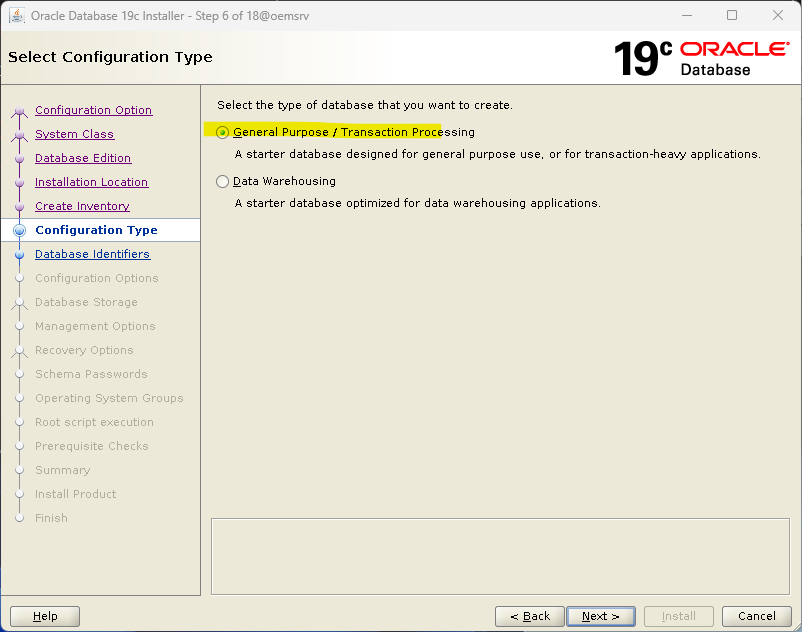 Oracle Database 19c Installer - Step 6 of 18@oemsrv
Select Configuration Type
19c ORACLE
Database
Configuration Option
System Class
Database Edition
Installation Location
Create Inventory
Configuration Type
Database Identifiers
Configuration Options
Database Storage
Management Options
Recovery Options
Schema Passwords
Operating System Groups
Root script execution
Prerequisite Checks
Summary
Install Product
Finish
Select the type of database that you want to create.
General Purpose / Transaction Processing
A starter database designed for general purpose use, or for transaction-heavy applications.
Data Warehousing
A starter database optimized for data warehousing applications.
Help
< Back
Next >
Install
Cancel